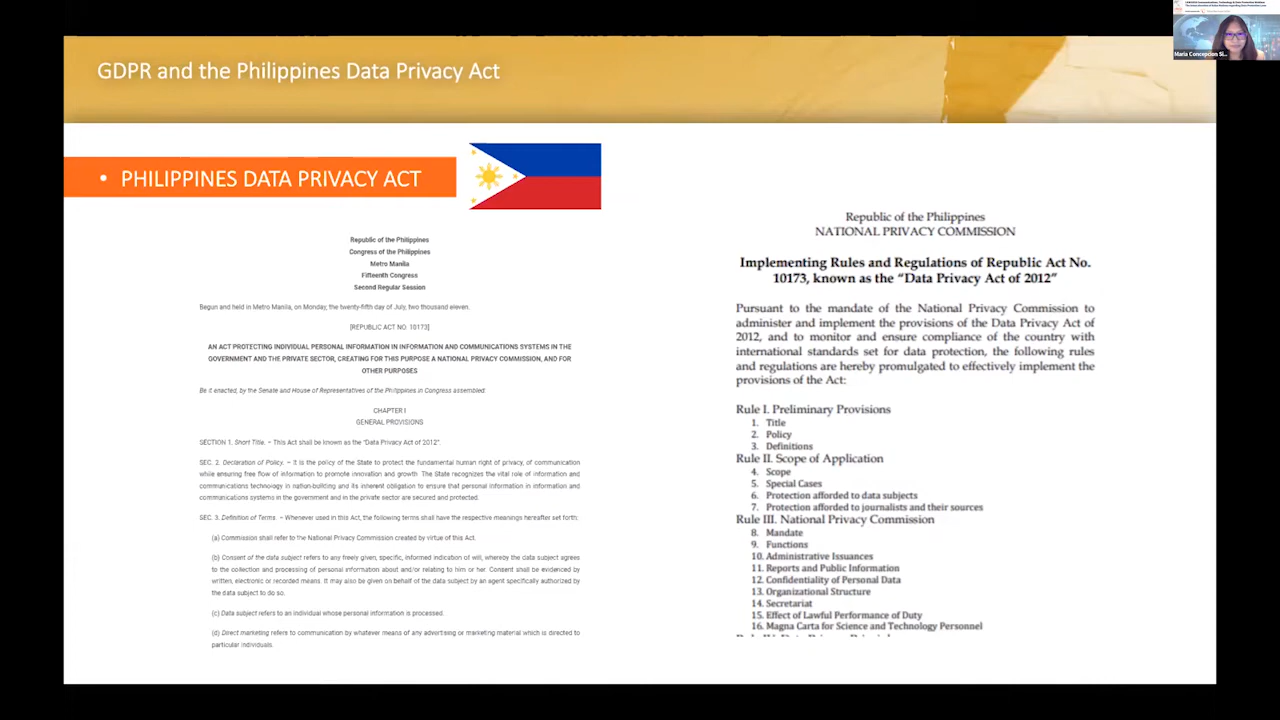 GDPR and the Philippines Data Privacy Act
Maria Concepcion Si...
• PHILIPPINES DATA PRIVACY ACT
Republic of the Philippines
Congress of the Philippines
Metro Manila
Fifteenth Congress
Second Regular Session
Begun and held in Metro Manila, on Monday, the twenty-fifth day of July, two thousand eleven.
[REPUBLIC ACT NO. 10173]
AN ACT PROTECTING INDIVIDUAL PERSONAL INFORMATION IN INFORMATION AND COMMUNICATIONS SYSTEMS IN THE
GOVERNMENT AND THE PRIVATE SECTOR, CREATING FOR THIS PURPOSE A NATIONAL PRIVACY COMMISSION, AND FOR
OTHER PURPOSES
Be it enacted, by the Senate and House of Representatives of the Philippines in Congress assembled:
CHAPTER I
GENERAL PROVISIONS
SECTION 1. Short Title. – This Act shall be known as the "Data Privacy Act of 2012".
SEC. 2. Declaration of Policy. – It is the policy of the State to protect the fundamental human right of privacy, of communication
while ensuring free flow of information to promote innovation and growth. The State recognizes the vital role of information and
communications technology in nation-building and its inherent obligation to ensure that personal information in information and
communications systems in the government and in the private sector are secured and protected.
SEC. 3. Definition of Terms. – Whenever used in this Act, the following terms shall have the respective meanings hereafter set forth:
(a) Commission shall refer to the National Privacy Commission created by virtue of this Act.
(b) Consent of the data subject refers to any freely given, specific, informed indication of will, whereby the data subject agrees
to the collection and processing of personal information about and/or relating to him or her. Consent shall be evidenced by
written, electronic or recorded means. It may also be given on behalf of the data subject by an agent specifically authorized by
the data subject to do so.
(c) Data subject refers to an individual whose personal information is processed.
(d) Direct marketing refers to communication by whatever means of any advertising or marketing material which is directed to
particular individuals.
Republic of the Philippines
NATIONAL PRIVACY COMMISSION
Implementing Rules and Regulations of Republic Act No.
10173, known as the “Data Privacy Act of 2012”
Pursuant to the mandate of the National Privacy Commission to
administer and implement the provisions of the Data Privacy Act of
2012, and to monitor and ensure compliance of the country with
international standards set for data protection, the following rules
and regulations are hereby promulgated to effectively implement the
provisions of the Act:
Rule I. Preliminary Provisions
1. Title
2. Policy
3. Definitions
Rule II. Scope of Application
4. Scope
5. Special Cases
6. Protection afforded to data subjects
7. Protection afforded to journalists and their sources
Rule III. National Privacy Commission
8. Mandate
9. Functions
10. Administrative Issuances
11. Reports and Public Information
12. Confidentiality of Personal Data
13. Organizational Structure
14. Secretariat
15. Effect of Lawful Performance of Duty
16. Magna Carta for Science and Technology Personnel